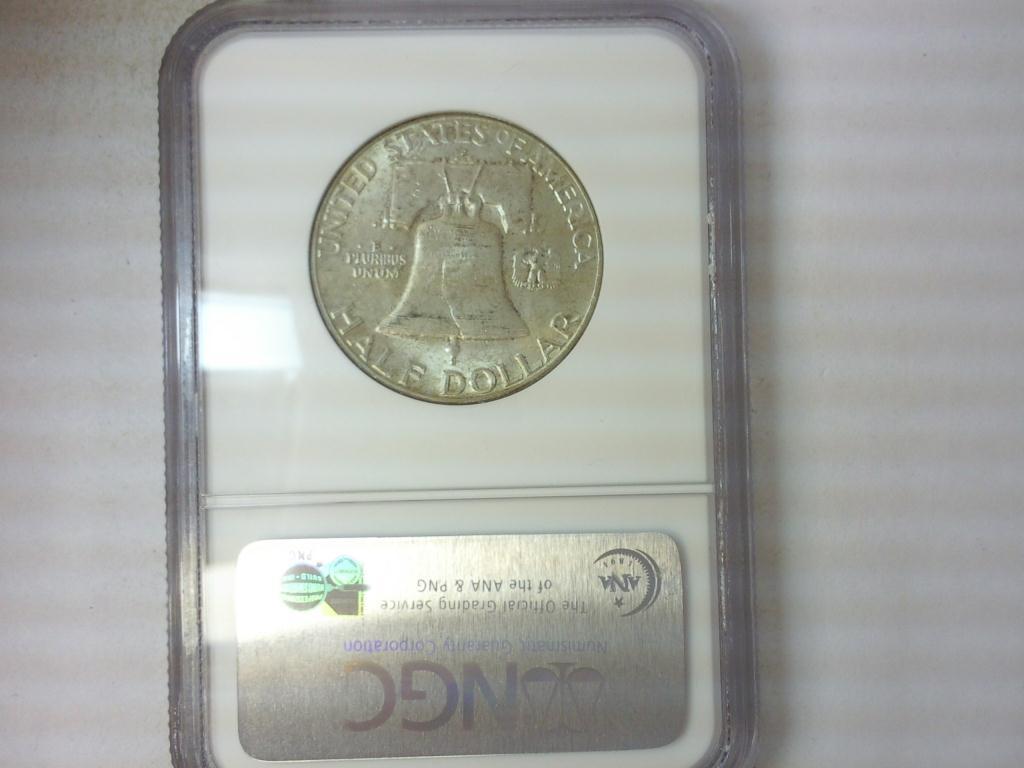 UNITED STATES OF AMERICA
E
PLURIBUS
UNUM
HALF DOLLAR
NGC
Numismatic Guaranty Corporation
The Official Grading Service
of the ANA & PNG
ANA
PNG